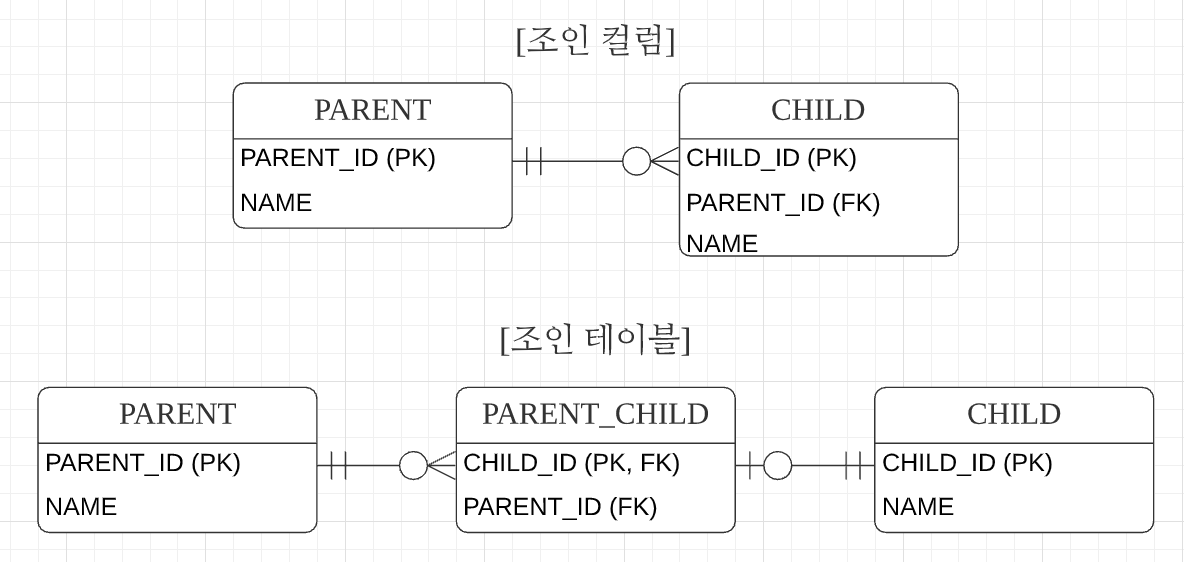 [조인 컬럼]
PARENT
PARENT_ID (PK)
NAME
CHILD
CHILD_ID (PK)
PARENT_ID (FK)
NAME
[조인 테이블]
PARENT
PARENT_ID (PK)
NAME
PARENT_CHILD
CHILD_ID (PK, FK)
PARENT_ID (FK)
CHILD
CHILD_ID (PK)
NAME